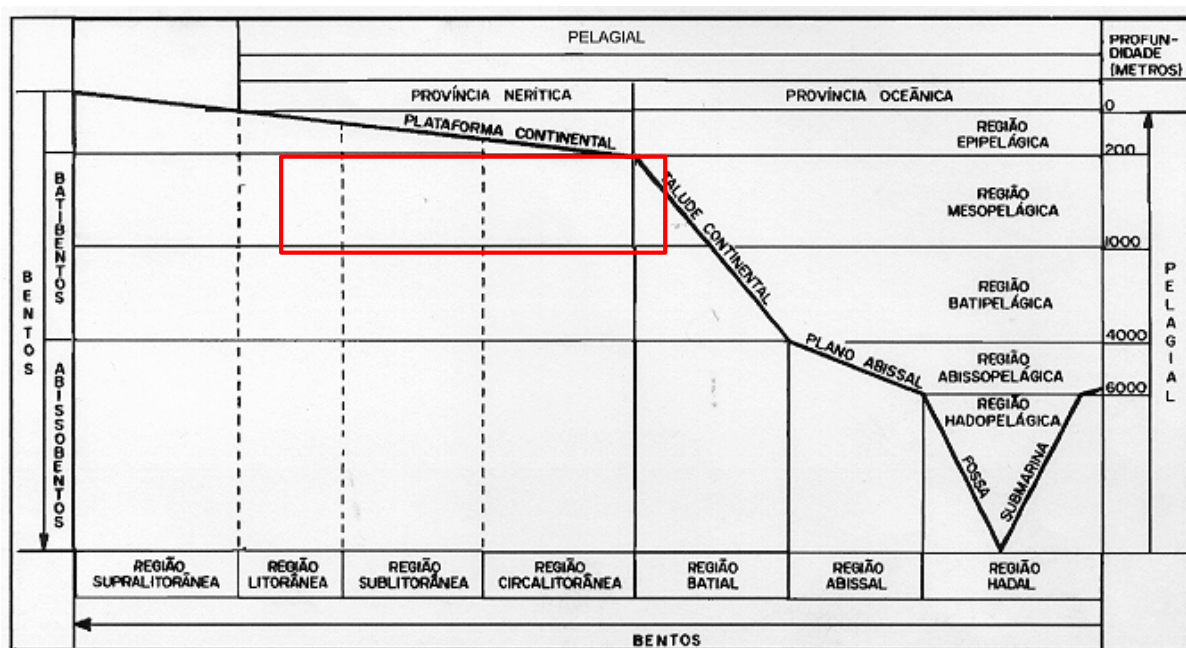 PELAGIAL
PROFUN-
DIDADE
(METROS)
PROVÍNCIA NERÍTICA
PROVÍNCIA OCEÂNICA
0
PLATAFORMA CONTINENTAL
REGIÃO
EPIPELÁGICA
200
TALUDE CONTINENTAL
REGIÃO
MESOPELÁGICA
1000
REGIÃO
BATIPELÁGICA
4000
PLANO ABISSAL
REGIÃO
ABISSOPELÁGICA
6000
REGIÃO
HADOPELÁGICA
FOSSA
SUBMARINA
BENTOS
BATIBENTOS
ABISSOBENTOS
PELAGIAL
REGIÃO
SUPRALITORÂNEA
REGIÃO
LITORÂNEA
REGIÃO
SUBLITORÂNEA
REGIÃO
CIRCALITORÂNEA
REGIÃO
BATIAL
REGIÃO
ABISSAL
REGIÃO
HADAL
BENTOS